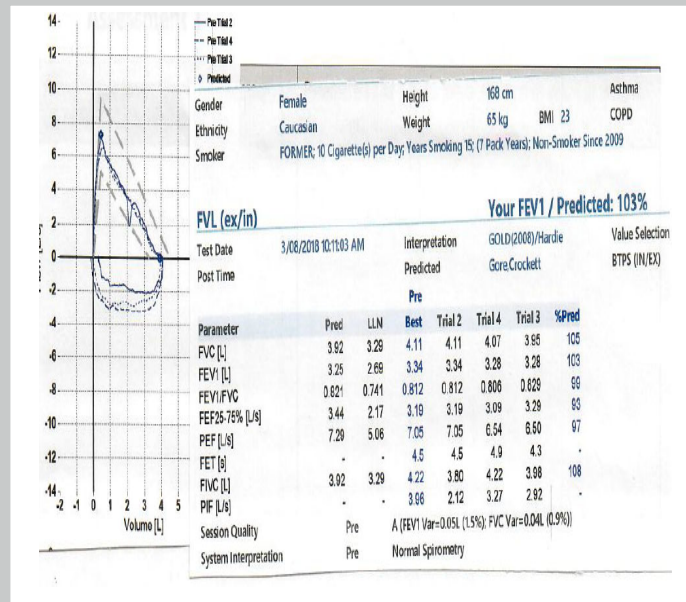 Pre Trial 2
Pre Trial 4
Pre Trial 3
Predicted
14
12
10
8
6
4
2
0
-2
-4
-6
-8
-10
-12
-14
-2 -1 0 1 2 3 4 5
Volume [L]
Gender Female Height 168 cm Asthma
Ethnicity Caucasian Weight 65 kg BMI 23 COPD
Smoker FORMER; 10 Cigarette(s) per Day; Years Smoking 15; (7 Pack Years); Non-Smoker Since 2009
FVL (ex/in) Your FEV1 / Predicted: 103%
Test Date 3/08/2018 10:11:03 AM Interpretation GOLD(2008)/Hardie Value Selection
Post Time Predicted Gore,Crockett BTPS (IN/EX)
Pre
Parameter Pred LLN Best Trial 2 Trial 4 Trial 3 %Pred
FVC [L] 3.92 3.29 4.11 4.11 4.07 3.95 105
FEV1 [L] 3.25 2.69 3.34 3.34 3.28 3.28 103
FEV1/FVC 0.821 0.741 0.812 0.812 0.806 0.829 99
FEF25-75% [L/s] 3.44 2.17 3.19 3.19 3.09 3.29 93
PEF [L/s] 7.29 5.06 7.05 7.05 6.54 6.50 97
FET [s] - - 4.5 4.5 4.9 4.3 -
FIVC [L] 3.92 3.29 4.22 3.80 4.22 3.98 108
PIF [L/s] - - 3.96 2.12 3.27 2.92 -
Session Quality Pre A (FEV1 Var=0.05L (1.5%); FVC Var=0.04L (0.9%))
System Interpretation Pre Normal Spirometry